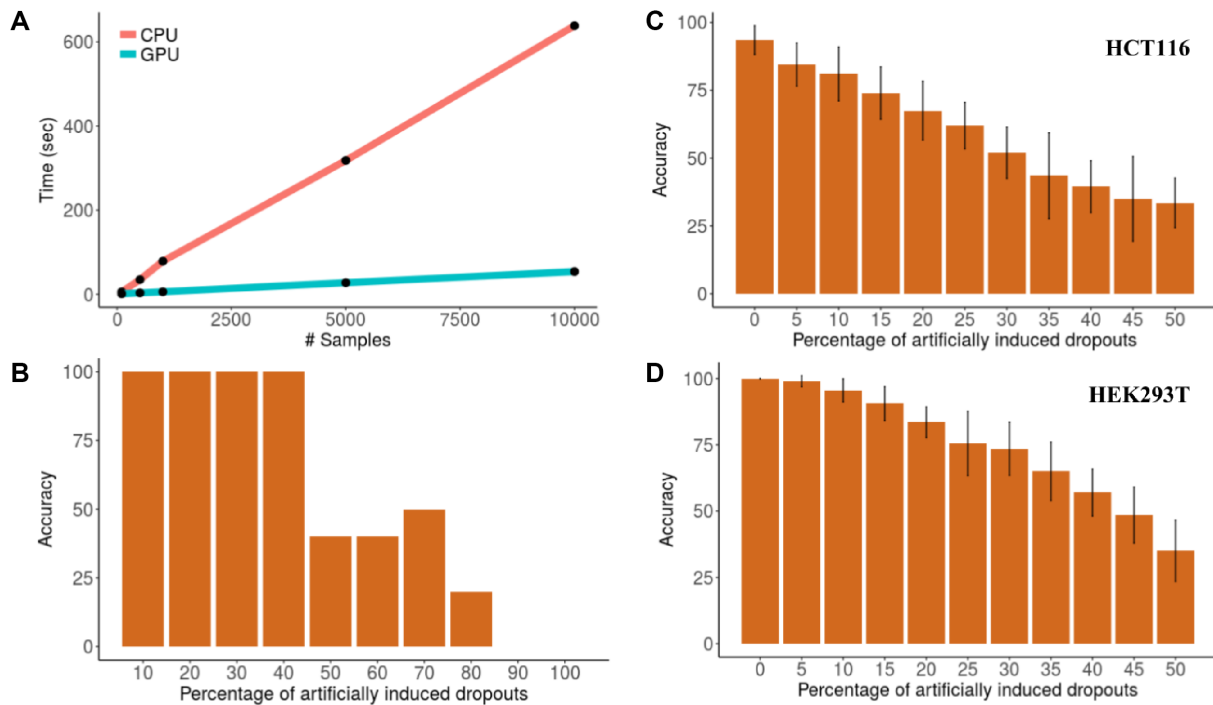 A
CPU
GPU
Time (sec)
600
400
200
0
0 2500 5000 7500 10000
# Samples
B
Accuracy
100
75
50
25
0
10 20 30 40 50 60 70 80 90 100
Percentage of artificially induced dropouts
C
HCT116
Accuracy
100
75
50
25
0
0 5 10 15 20 25 30 35 40 45 50
Percentage of artificially induced dropouts
D
HEK293T
Accuracy
100
75
50
25
0
0 5 10 15 20 25 30 35 40 45 50
Percentage of artificially induced dropouts